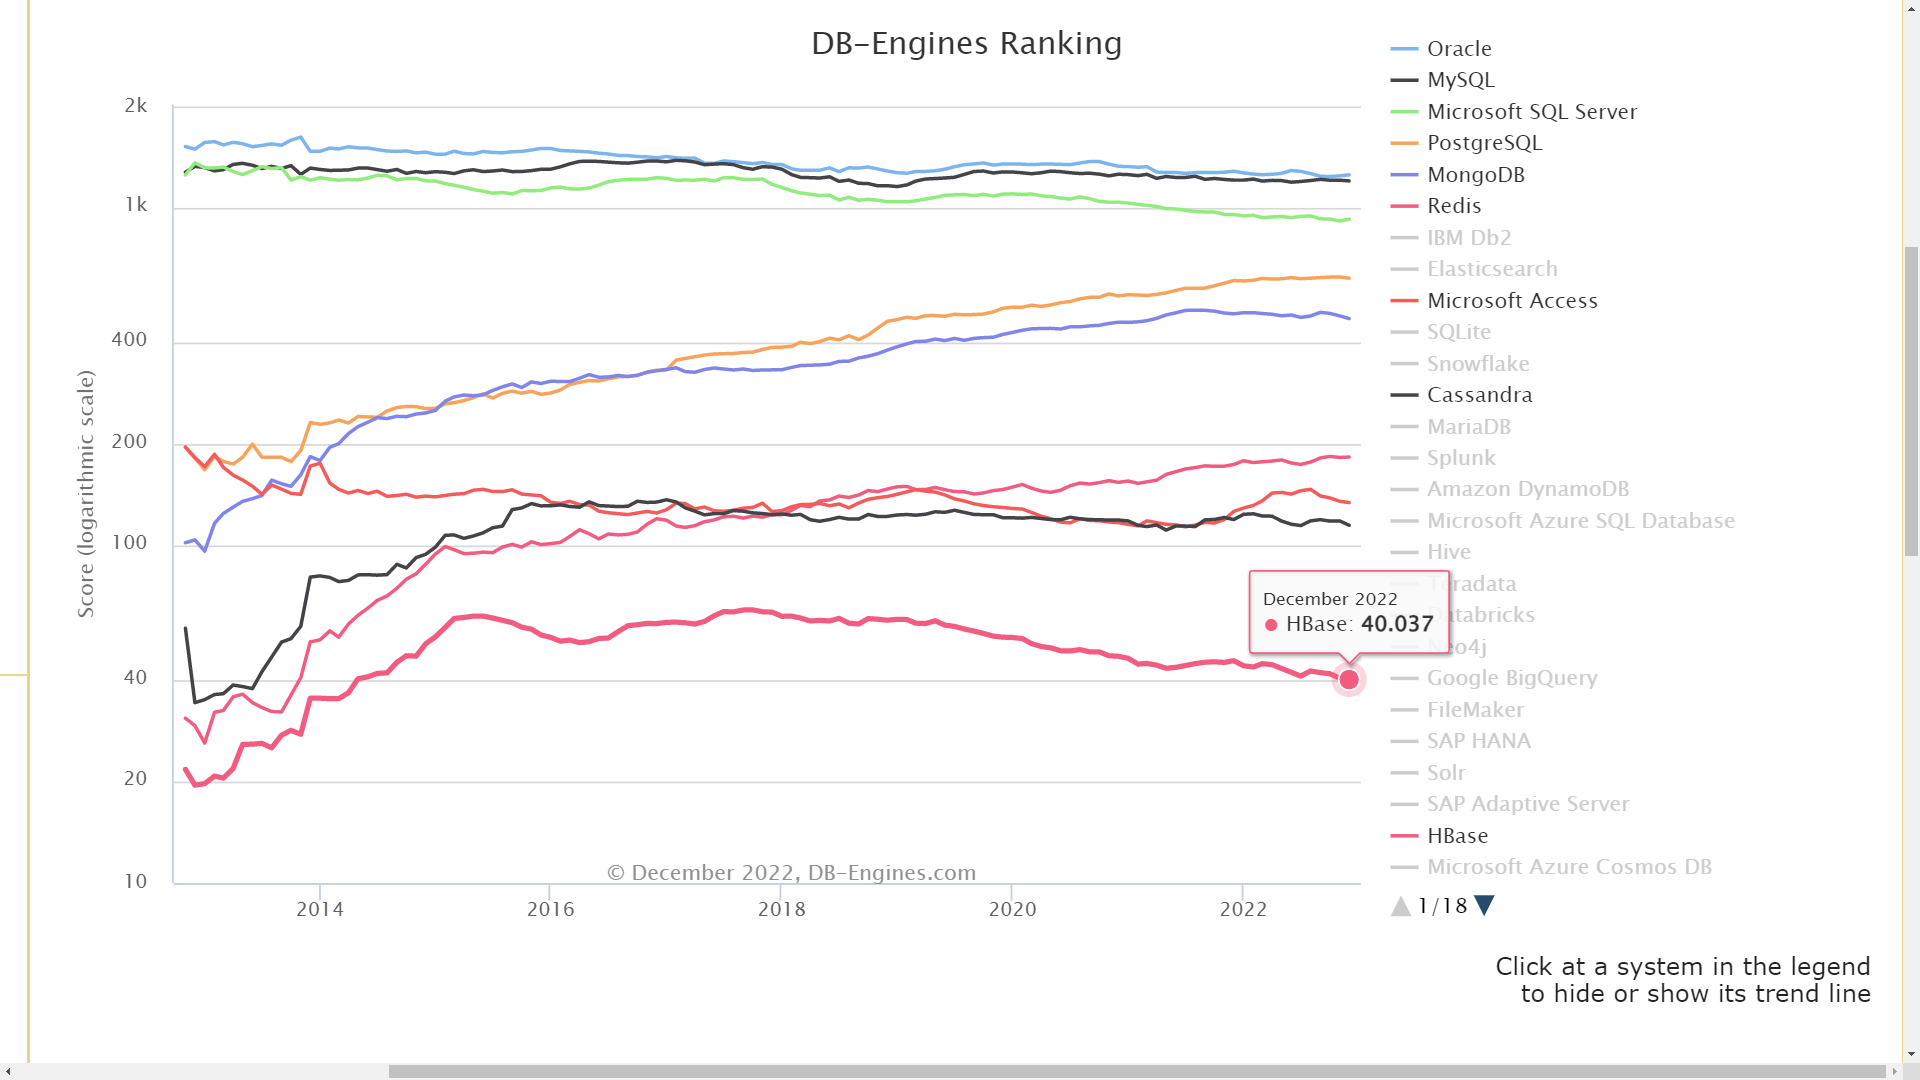 DB-Engines Ranking
2k
1k
400
200
100
40
20
10
Score (logarithmic scale)
2014
2016
2018
2020
2022
© December 2022, DB-Engines.com
December 2022
HBase: 40.037
Oracle
MySQL
Microsoft SQL Server
PostgreSQL
MongoDB
Redis
IBM Db2
Elasticsearch
Microsoft Access
SQLite
Snowflake
Cassandra
MariaDB
Splunk
Amazon DynamoDB
Microsoft Azure SQL Database
Hive
Teradata
Databricks
Neo4j
Google BigQuery
FileMaker
SAP HANA
Solr
SAP Adaptive Server
HBase
Microsoft Azure Cosmos DB
1/18
Click at a system in the legend
to hide or show its trend line